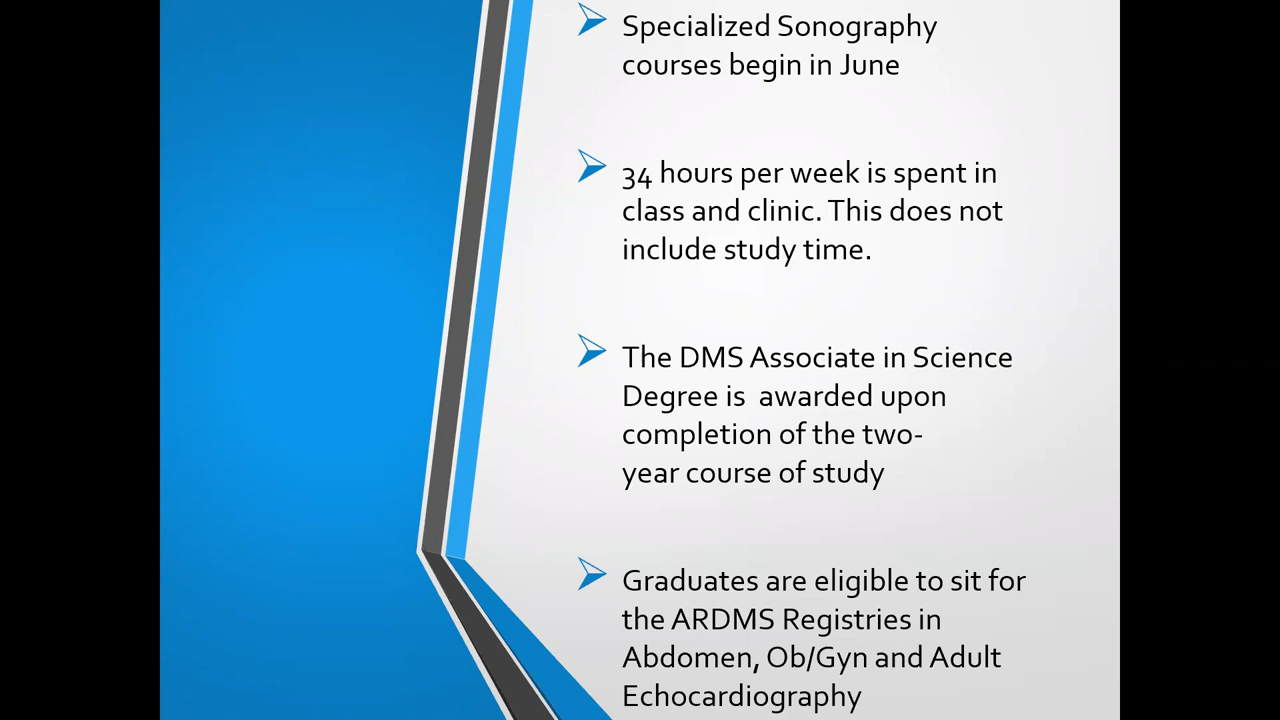 Specialized Sonography
courses begin in June
34 hours per week is spent in
class and clinic. This does not
include study time.
The DMS Associate in Science
Degree is  awarded upon
completion of the two-
year course of study
Graduates are eligible to sit for
the ARDMS Registries in
Abdomen, Ob/Gyn and Adult
Echocardiography